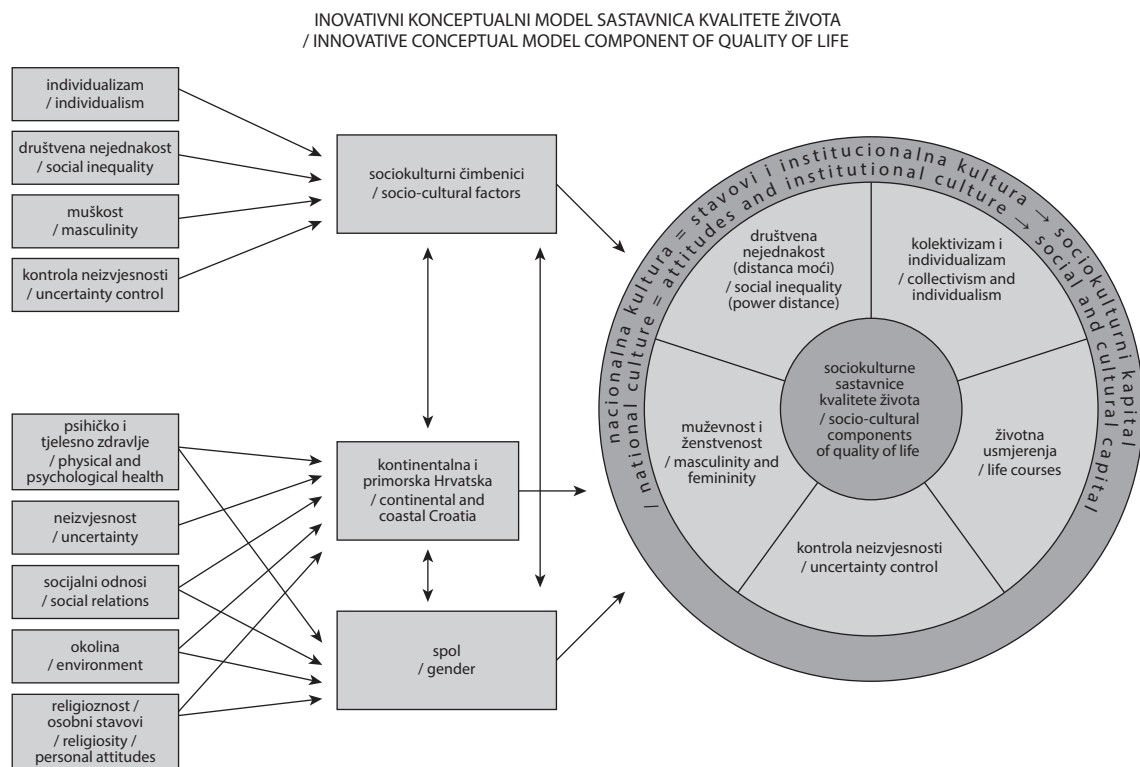 INOVATIVNI KONCEPTUALNI MODEL SASTAVNICA KVALITETE ŽIVOTA
/ INNOVATIVE CONCEPTUAL MODEL COMPONENT OF QUALITY OF LIFE
individualizam
/ individualism
društvena nejednakost
/ social inequality
muškost
/ masculinity
kontrola neizvjesnosti
/ uncertainty control
psihičko i
tjelesno zdravlje
/ physical and
psychological health
neizvjesnost
/ uncertainty
socijalni odnosi
/ social relations
okolina
/ environment
religioznost /
osobni stavovi
/ religiosity /
personal attitudes
sociokulturni čimbenici
/ socio-cultural factors
kontinentalna i
primorska Hrvatska
/ continental and
coastal Croatia
spol
/ gender
nacionalna kultura = stavovi i institucionalna kultura → sociokulturni kapital
/ national culture = attitudes and institutional culture → social and cultural capital
društvena
nejednakost
(distanca moći)
/ social inequality
(power distance)
kolektivizam i
individualizam
/ collectivism and
individualism
muževnost i
ženstvenost
/ masculinity and
femininity
sociokulturne
sastavnice
kvalitete života
/ socio-cultural
components
of quality of life
životna
usmjerenja
/ life courses
kontrola neizvjesnosti
/ uncertainty control